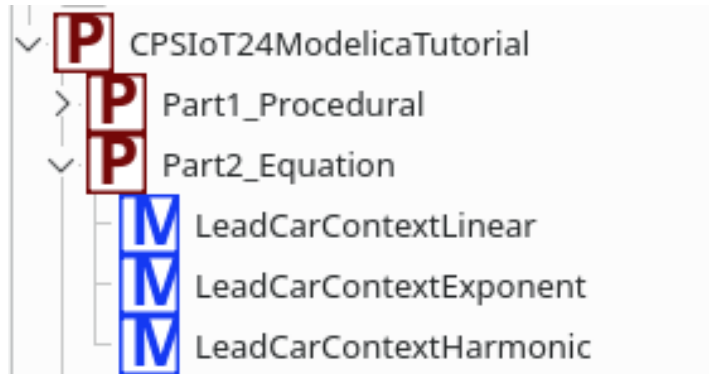 P CPSIoT24ModelicaTutorial
P Part1_Procedural
P Part2_Equation
M LeadCarContextLinear
M LeadCarContextExponent
M LeadCarContextHarmonic